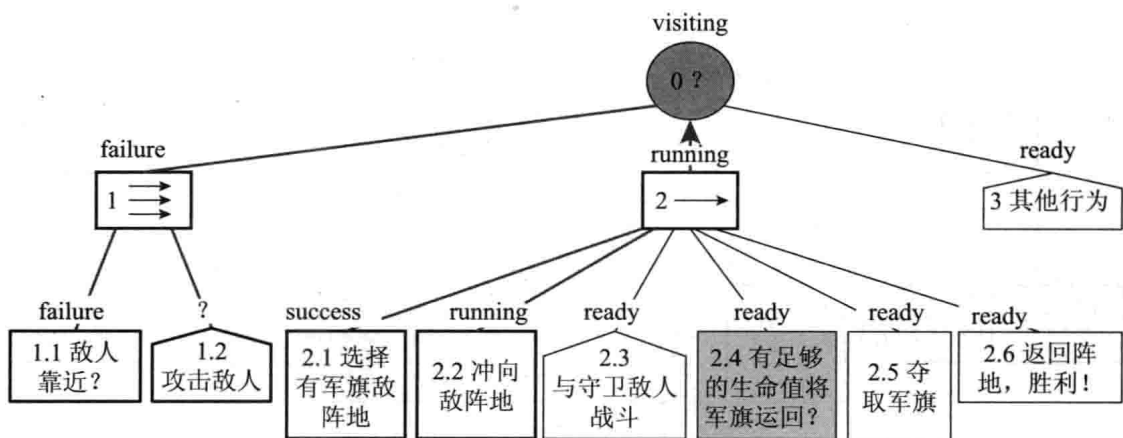 visiting
0 ?
failure
running
ready
1
2
3 其他行为
failure
?
success
running
ready
ready
ready
ready
1.1 敌人
靠近？
1.2
攻击敌人
2.1 选择
有军旗敌
阵地
2.2 冲向
敌阵地
2.3
与守卫敌人
战斗
2.4 有足够
的生命值将
军旗运回？
2.5 夺
取军旗
2.6 返回阵
地，胜利！